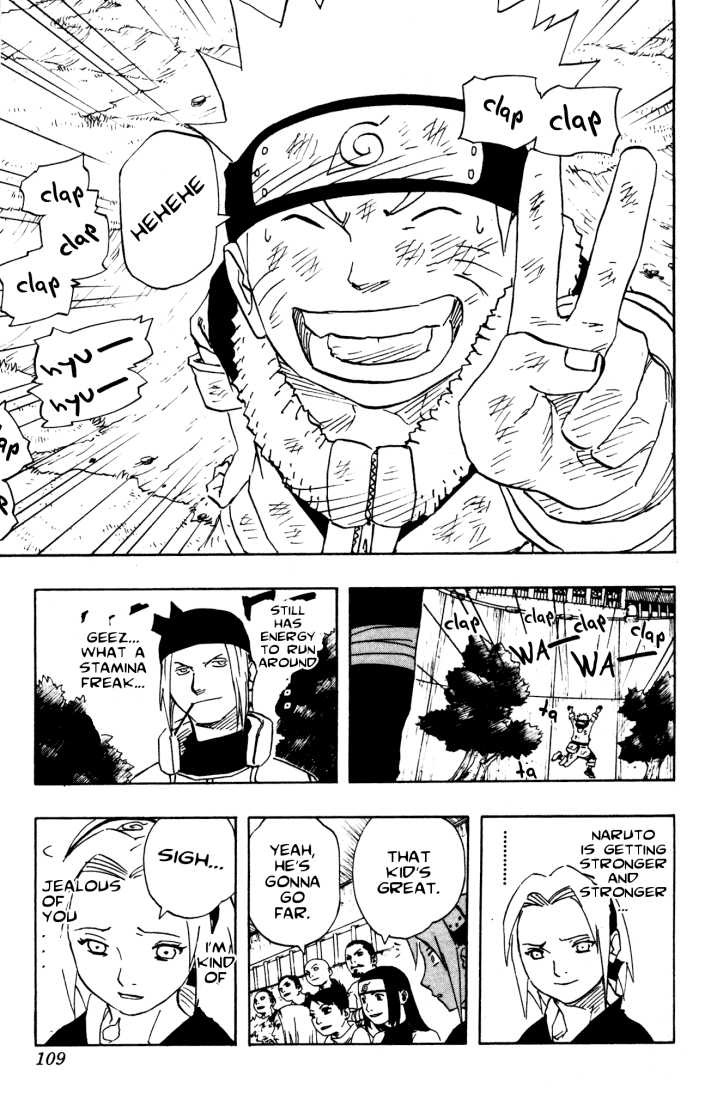 clap
clap
HEHEHE
clap
clap
clap
hyu—
hyu—
clap
clap
clap
clap
clap
clap
WA—
WA—
ta
ta
STILL
HAS
ENERGY
TO RUN
AROUND
GEEZ...
WHAT A
STAMINA
FREAK...
NARUTO
IS GETTING
STRONGER
AND
STRONGER
...
THAT
KID'S
GREAT.
YEAH,
HE'S
GONNA
GO
FAR.
SIGH...
I'M
KIND
OF
JEALOUS
OF
YOU
109